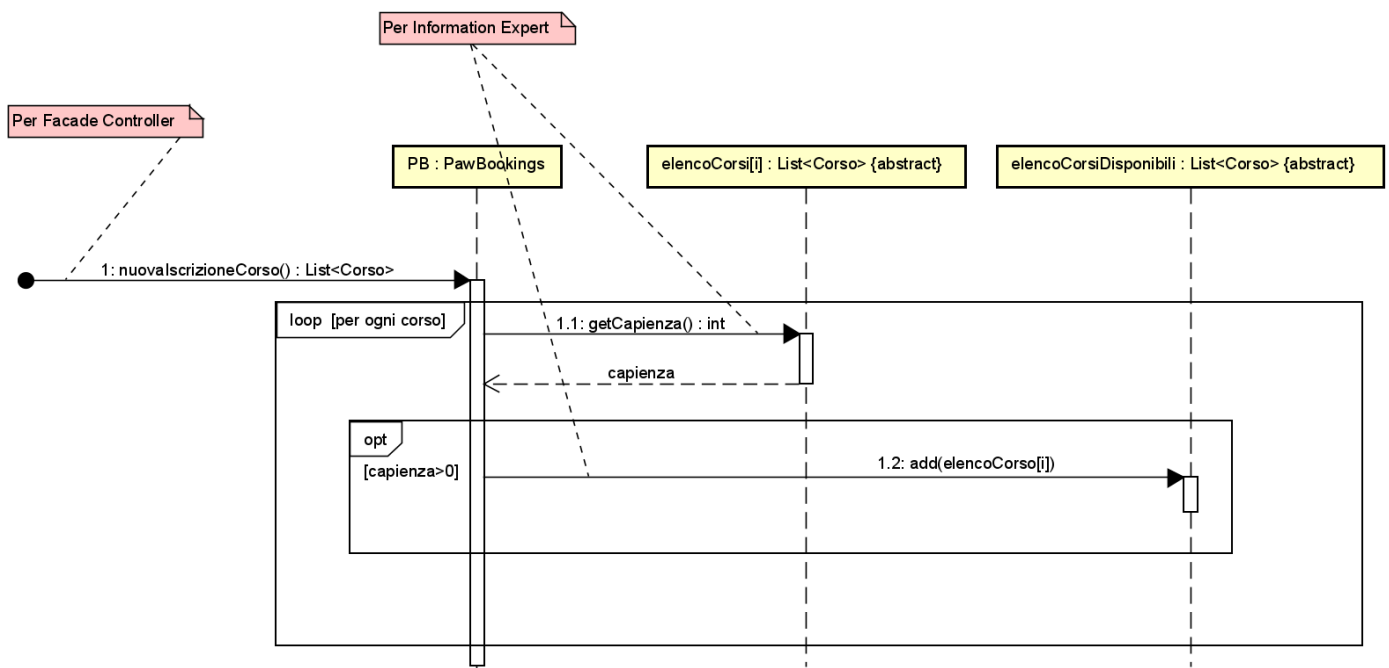 Per Information Expert
Per Facade Controller
PB : PawBookings
elencoCorsi[i] : List<Corso> {abstract}
elencoCorsiDisponibili : List<Corso> {abstract}
1: nuovaIscrizioneCorso() : List<Corso>
loop [per ogni corso]
1.1: getCapienza() : int
capienza
opt
[capienza>0]
1.2: add(elencoCorso[i])